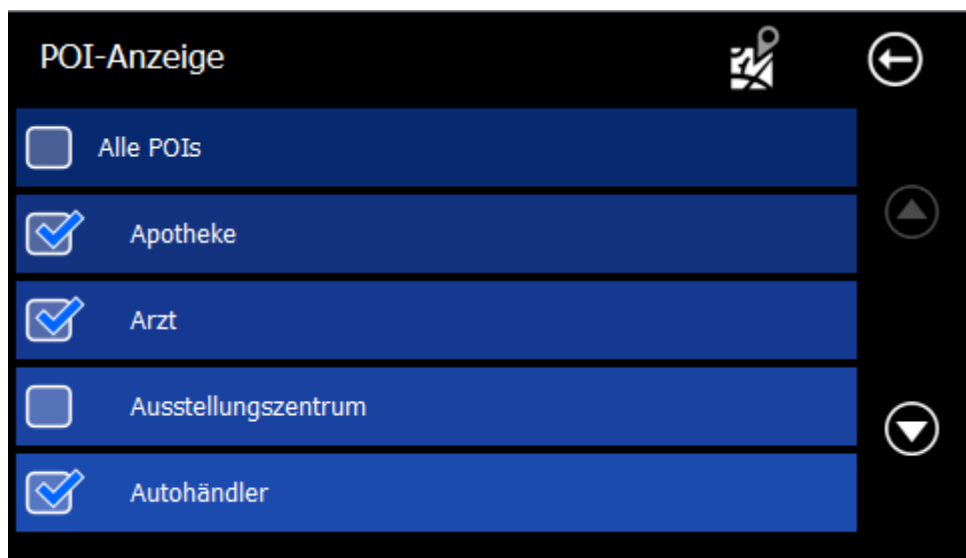 POI-Anzeige
Alle POIs
Apotheke
Arzt
Ausstellungszentrum
Autohändler